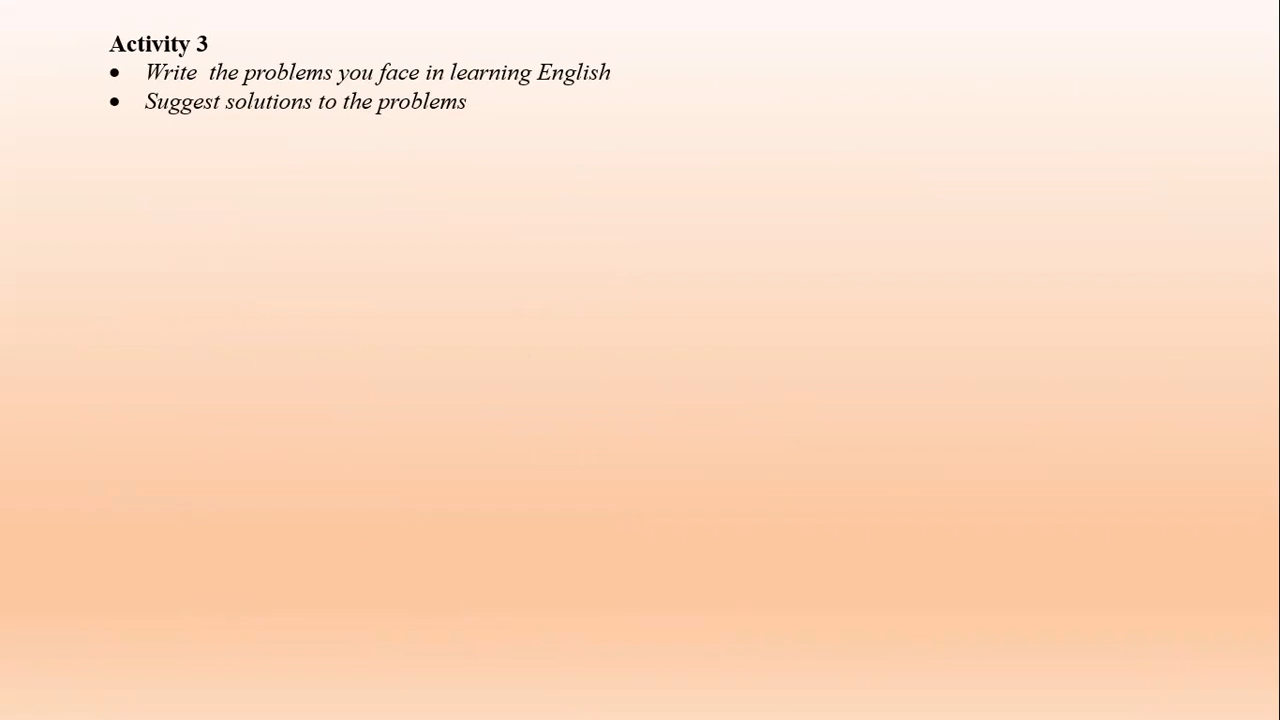 Activity 3
• Write  the problems you face in learning English
• Suggest solutions to the problems